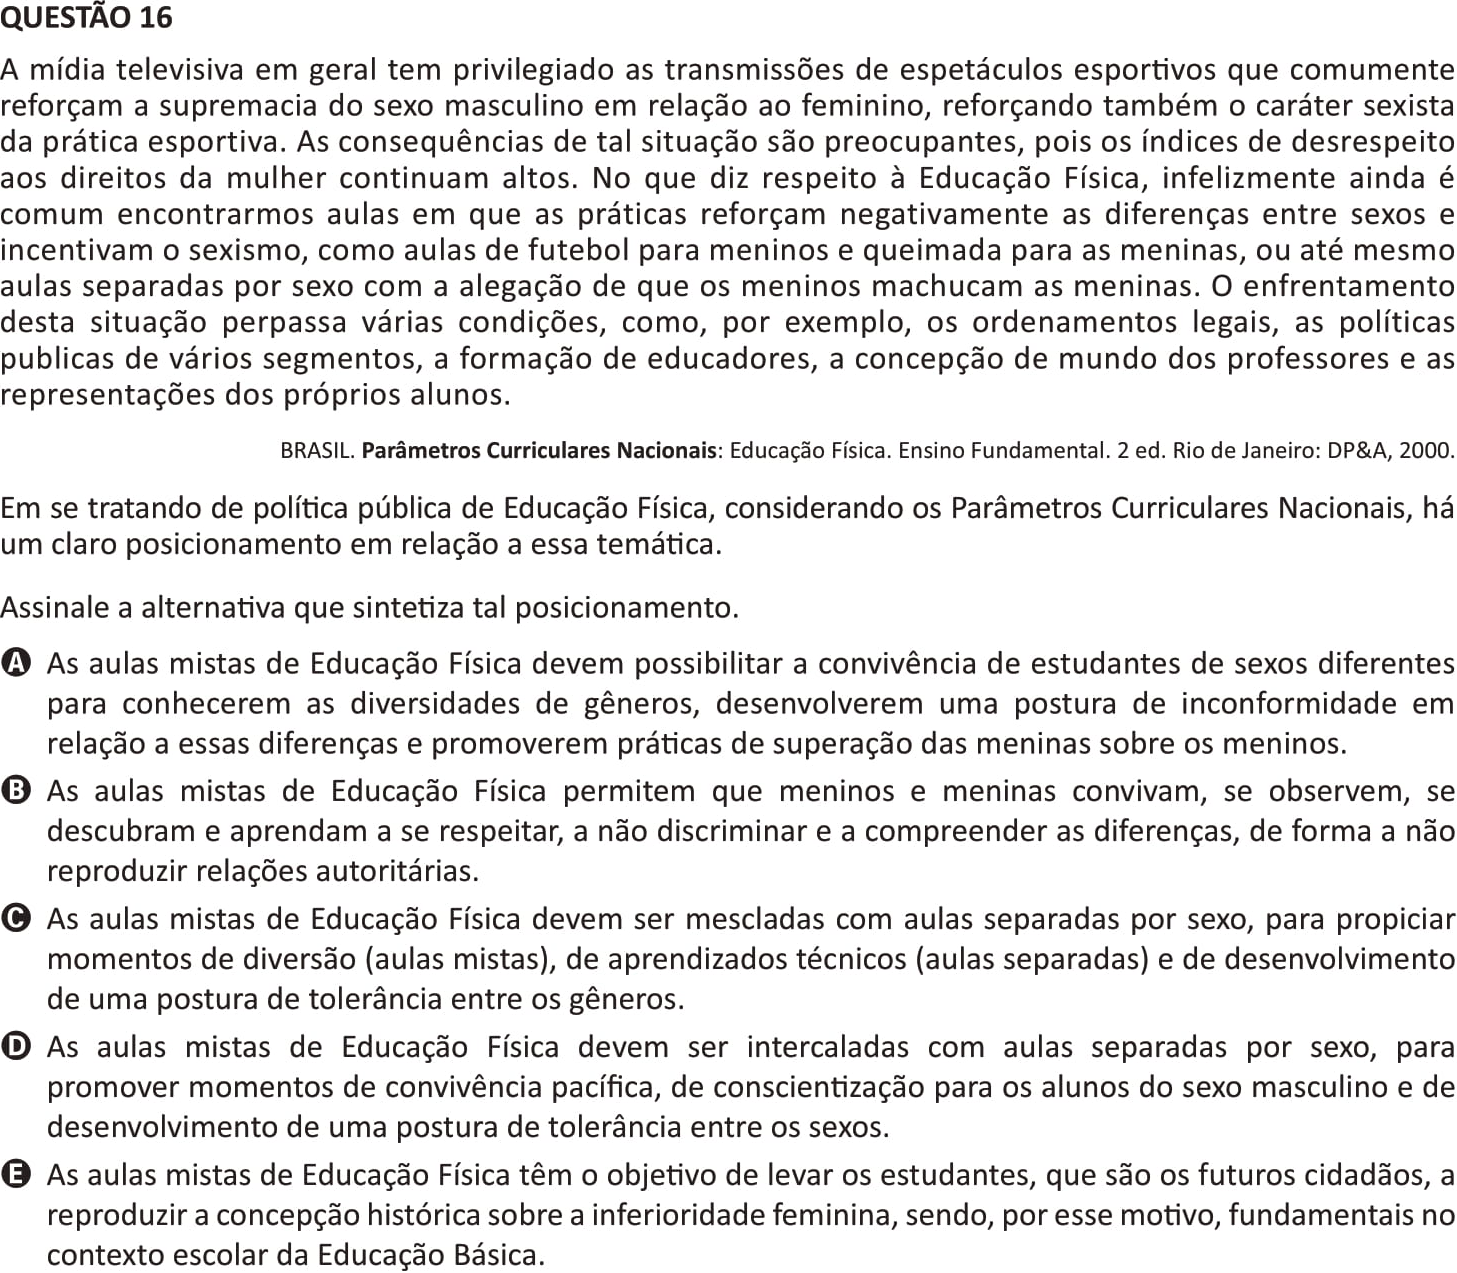 QUESTÃO 16
A mídia televisiva em geral tem privilegiado as transmissões de espetáculos esportivos que comumente
reforçam a supremacia do sexo masculino em relação ao feminino, reforçando também o caráter sexista
da prática esportiva. As consequências de tal situação são preocupantes, pois os índices de desrespeito
aos direitos da mulher continuam altos. No que diz respeito à Educação Física, infelizmente ainda é
comum encontrarmos aulas em que as práticas reforçam negativamente as diferenças entre sexos e
incentivam o sexismo, como aulas de futebol para meninos e queimada para as meninas, ou até mesmo
aulas separadas por sexo com a alegação de que os meninos machucam as meninas. O enfrentamento
desta situação perpassa várias condições, como, por exemplo, os ordenamentos legais, as políticas
publicas de vários segmentos, a formação de educadores, a concepção de mundo dos professores e as
representações dos próprios alunos.
BRASIL. Parâmetros Curriculares Nacionais: Educação Física. Ensino Fundamental. 2 ed. Rio de Janeiro: DP&A, 2000.
Em se tratando de política pública de Educação Física, considerando os Parâmetros Curriculares Nacionais, há
um claro posicionamento em relação a essa temática.
Assinale a alternativa que sintetiza tal posicionamento.
A As aulas mistas de Educação Física devem possibilitar a convivência de estudantes de sexos diferentes
para conhecerem as diversidades de gêneros, desenvolverem uma postura de inconformidade em
relação a essas diferenças e promoverem práticas de superação das meninas sobre os meninos.
B As aulas mistas de Educação Física permitem que meninos e meninas convivam, se observem, se
descubram e aprendam a se respeitar, a não discriminar e a compreender as diferenças, de forma a não
reproduzir relações autoritárias.
C As aulas mistas de Educação Física devem ser mescladas com aulas separadas por sexo, para propiciar
momentos de diversão (aulas mistas), de aprendizados técnicos (aulas separadas) e de desenvolvimento
de uma postura de tolerância entre os gêneros.
D As aulas mistas de Educação Física devem ser intercaladas com aulas separadas por sexo, para
promover momentos de convivência pacífica, de conscientização para os alunos do sexo masculino e de
desenvolvimento de uma postura de tolerância entre os sexos.
E As aulas mistas de Educação Física têm o objetivo de levar os estudantes, que são os futuros cidadãos, a
reproduzir a concepção histórica sobre a inferioridade feminina, sendo, por esse motivo, fundamentais no
contexto escolar da Educação Básica.